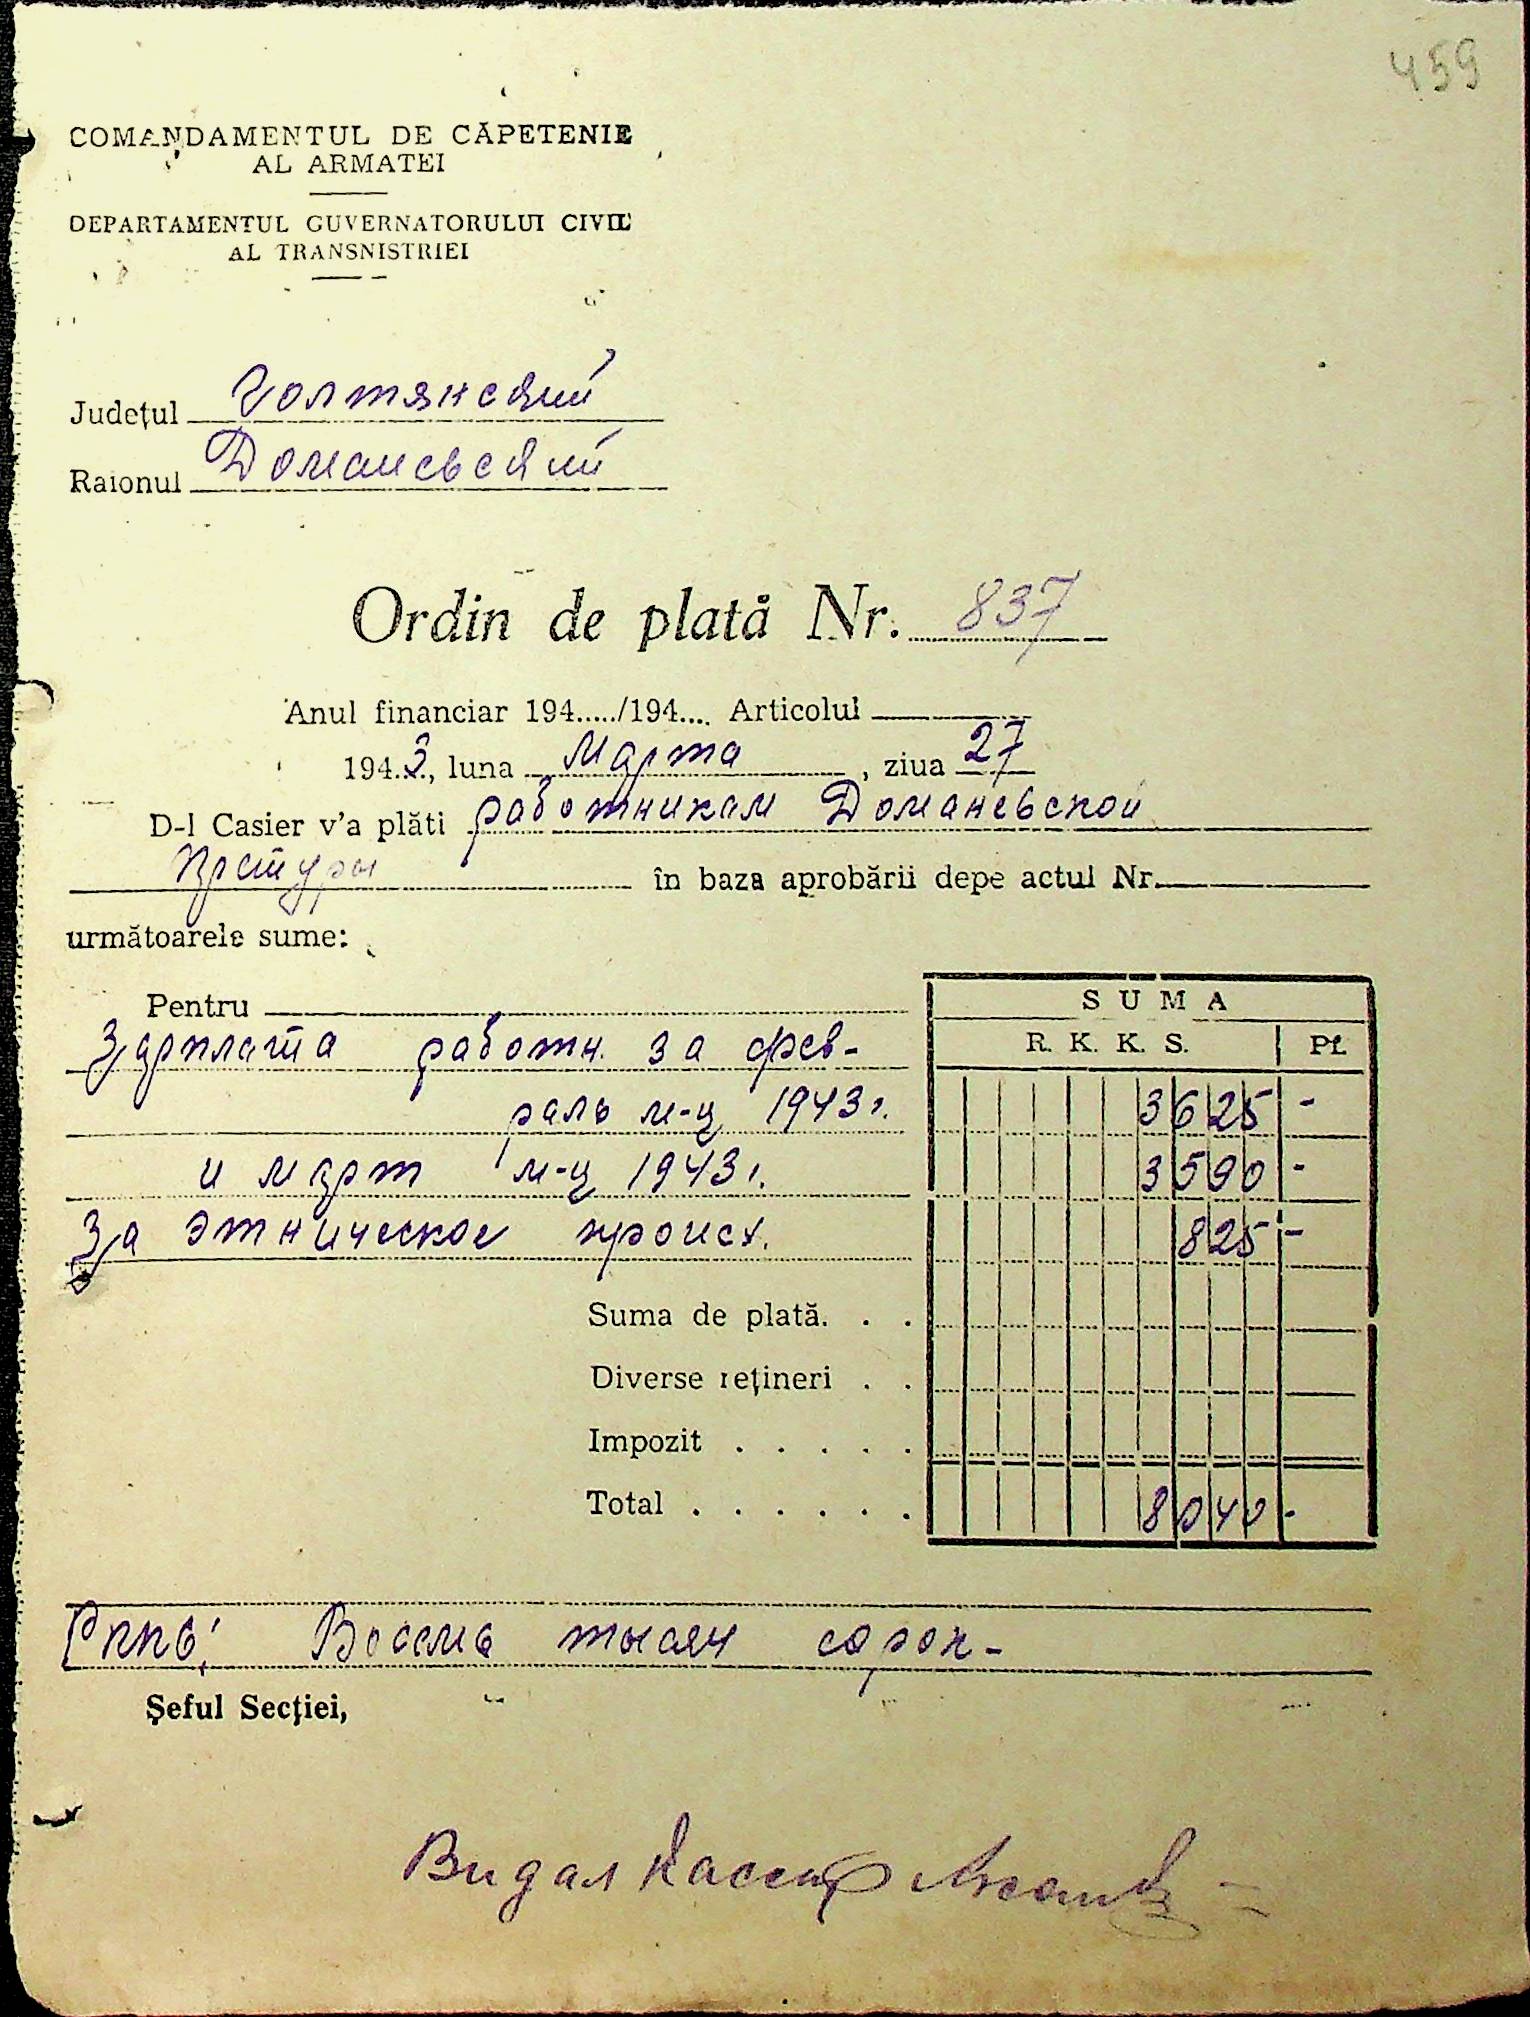 459
COMANDAMENTUL DE CĂPETENIE
AL ARMATEI
DEPARTAMENTUL GUVERNATORULUI CIVIL
AL TRANSNISTRIEI
Județul Голтянский
Raionul Доманевский
Ordin de plată Nr. 837
Anul financiar 194...../194.... Articolul
194.3., luna Марта, ziua 27
D-l Casier v'a plăti работникам Доманевской
Претуры în baza aprobării depe actul Nr.
următoarele sume:
Pentru
SUMA
R. K. K. S. Pf.
Зарплата работн. за фев-
раль м-ц 1943 г. 3625 -
и март м-ц 1943 г. 3590 -
За этническое происх. 825 -
Suma de plată. . .
Diverse rețineri . .
Impozit . . . . .
Total . . . . . . 8040 -
Восемь тысяч сорок -
Șeful Secției,
Видал Кассир